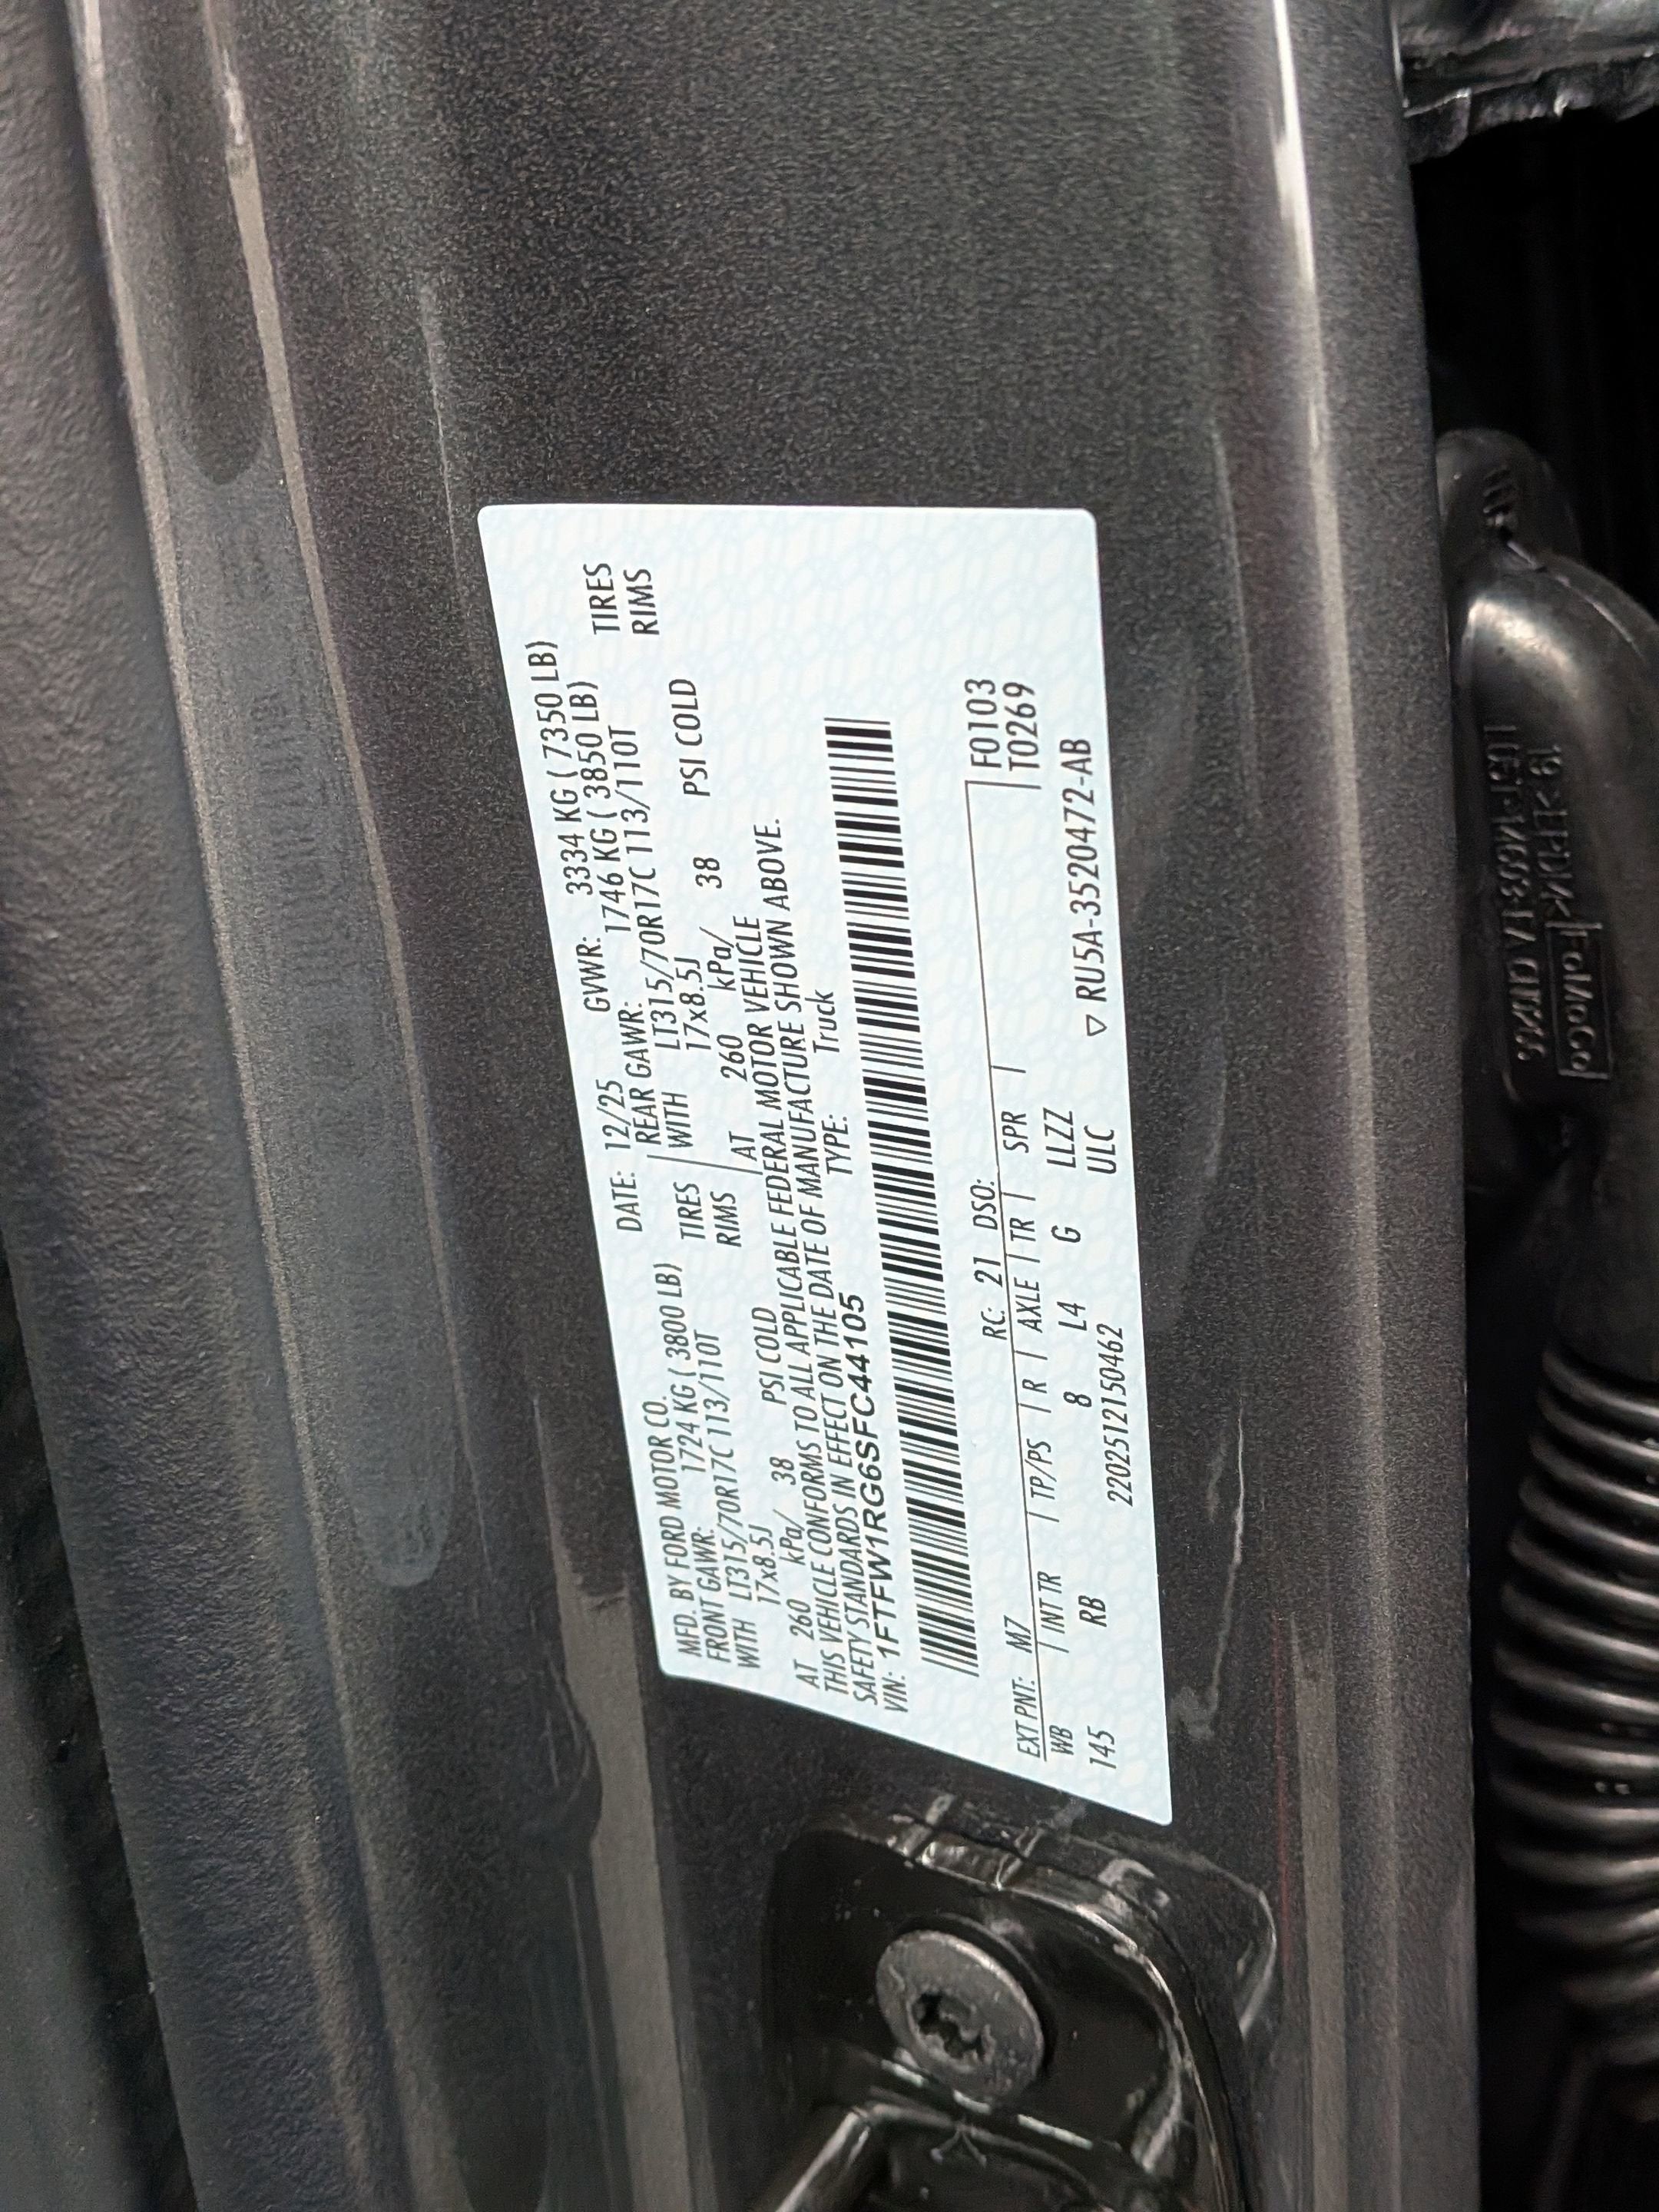 MFD. BY FORD MOTOR CO. DATE: 12/25 GVWR: 3334 KG ( 7350 LB)
FRONT GAWR: 1724 KG ( 3800 LB) REAR GAWR: 1746 KG ( 3850 LB)
WITH LT315/70R17C 113/110T TIRES WITH LT315/70R17C 113/110T TIRES
17x8.5J RIMS 17x8.5J RIMS
AT 260 kPa/ 38 PSI COLD AT 260 kPa/ 38 PSI COLD
THIS VEHICLE CONFORMS TO ALL APPLICABLE FEDERAL MOTOR VEHICLE
SAFETY STANDARDS IN EFFECT ON THE DATE OF MANUFACTURE SHOWN ABOVE.
VIN: 1FTFW1RG6SFC44105 TYPE: Truck
EXT PNT: M7 RC: 21 DSO: F0103
WB INT TR TP/PS R AXLE TR SPR T0269
145 RB 8 L4 G LLZZ
2202512150462 ULC ▽ RU5A-3520472-AB
19 >EPDM< FoMoCo